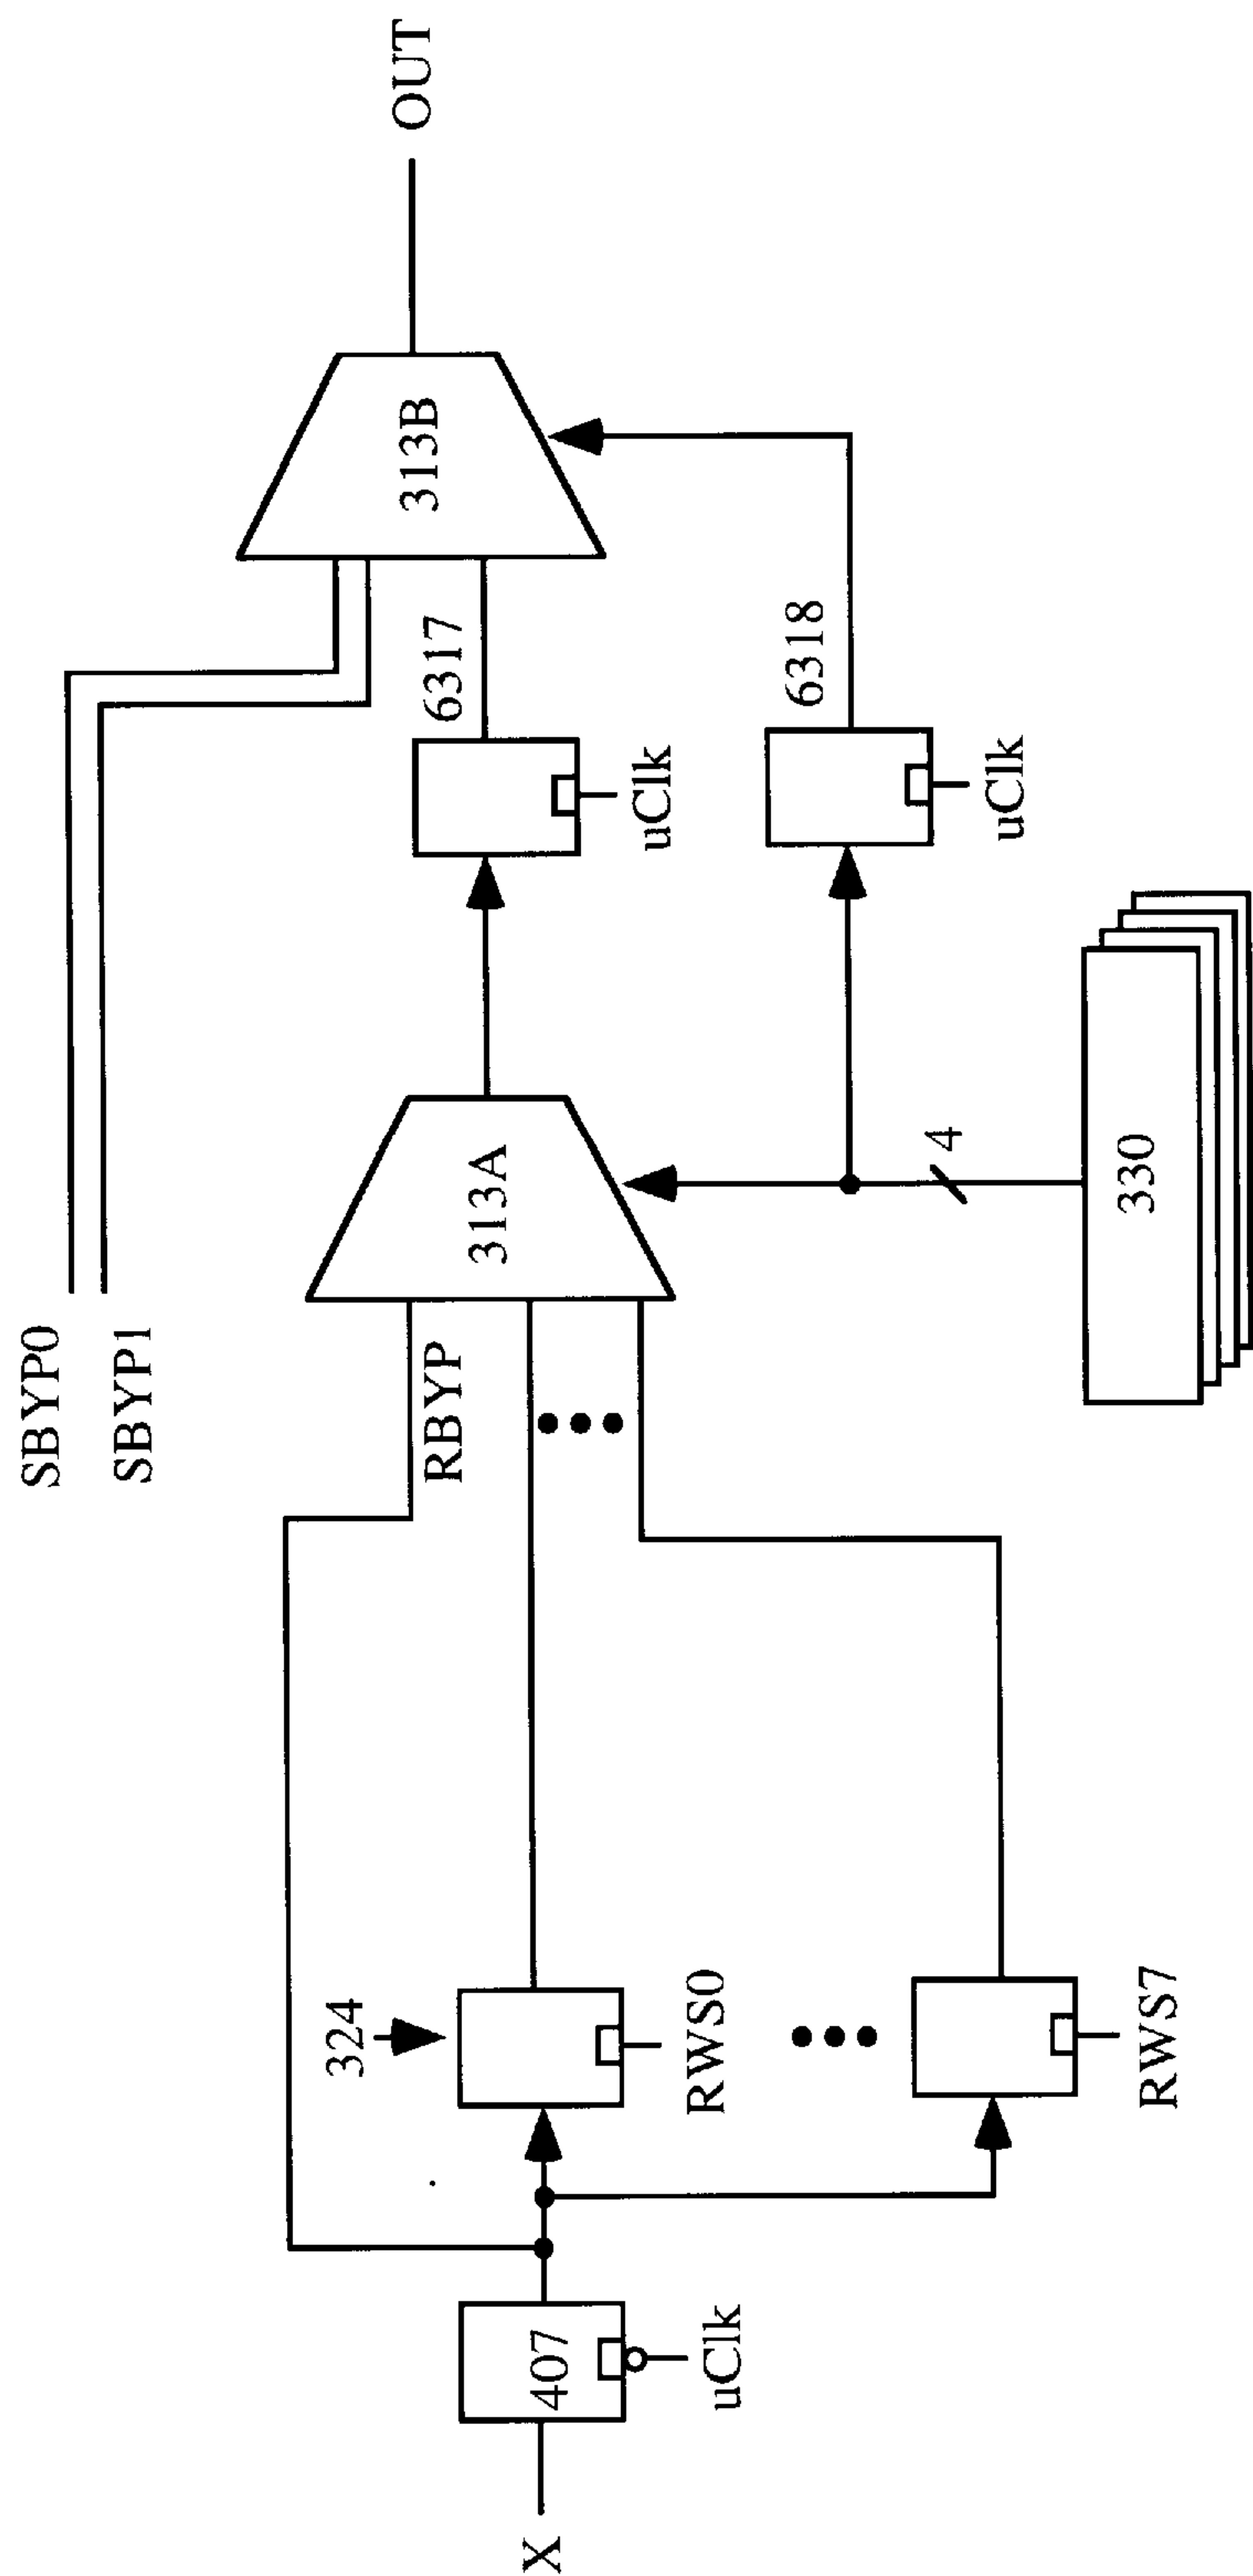 SBYP0
SBYP1
OUT
313B
6317
uClk
6318
uClk
313A
RBYP
4
330
324
RWS0
RWS7
407
uClk
X